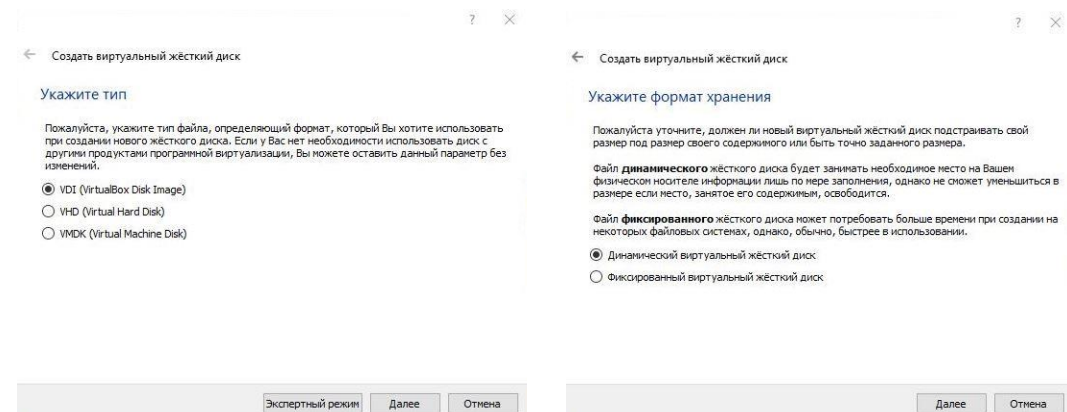 Создать виртуальный жёсткий диск
Укажите тип
Пожалуйста, укажите тип файла, определяющий формат, который Вы хотите использовать
при создании нового жёсткого диска. Если у Вас нет необходимости использовать диск с
другими продуктами программной виртуализации, Вы можете оставить данный параметр без
изменений.
VDI (VirtualBox Disk Image)
VHD (Virtual Hard Disk)
VMDK (Virtual Machine Disk)
Экспертный режим Далее Отмена
Создать виртуальный жёсткий диск
Укажите формат хранения
Пожалуйста уточните, должен ли новый виртуальный жёсткий диск подстраивать свой
размер под размер своего содержимого или быть точно заданного размера.
Файл динамического жёсткого диска будет занимать необходимое место на Вашем
физическом носителе информации лишь по мере заполнения, однако не сможет уменьшиться в
размере если место, занятое его содержимым, освободится.
Файл фиксированного жёсткого диска может потребовать больше времени при создании на
некоторых файловых системах, однако, обычно, быстрее в использовании.
Динамический виртуальный жёсткий диск
Фиксированный виртуальный жёсткий диск
Далее Отмена